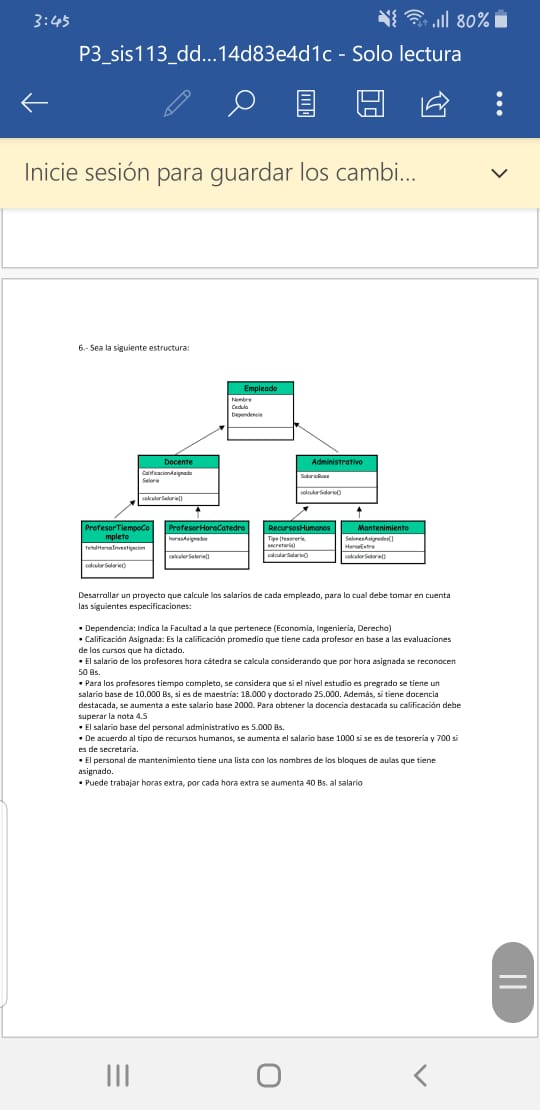 3:45
80%
P3_sis113_dd...14d83e4d1c - Solo lectura
Inicie sesión para guardar los cambi...
6.- Sea la siguiente estructura:
Empleado
Nombre
Cedula
Dependencia
Docente
CalificacionAsignada
Salario
calcularSalario()
Administrativo
SalarioBase
calcularSalario()
ProfesorTiempoCo
mpleto
totalHorasInvestigacion
calcularSalario()
ProfesorHoraCatedra
horasAsignadas
calcularSalario()
RecursosHumanos
Tipo (tesorería,
secretaría)
calcularSalario()
Mantenimiento
SalonesAsignados[]
HorasExtra
calcularSalario()
Desarrollar un proyecto que calcule los salarios de cada empleado, para lo cual debe tomar en cuenta
las siguientes especificaciones:
• Dependencia: Indica la Facultad a la que pertenece (Economía, Ingeniería, Derecho)
• Calificación Asignada: Es la calificación promedio que tiene cada profesor en base a las evaluaciones
de los cursos que ha dictado.
• El salario de los profesores hora cátedra se calcula considerando que por hora asignada se reconocen
50 Bs.
• Para los profesores tiempo completo, se considera que si el nivel estudio es pregrado se tiene un
salario base de 10.000 Bs, si es de maestría: 18.000 y doctorado 25.000. Además, si tiene docencia
destacada, se aumenta a este salario base 2000. Para obtener la docencia destacada su calificación debe
superar la nota 4.5
• El salario base del personal administrativo es 5.000 Bs.
• De acuerdo al tipo de recursos humanos, se aumenta el salario base 1000 si se es de tesorería y 700 si
es de secretaria.
• El personal de mantenimiento tiene una lista con los nombres de los bloques de aulas que tiene
asignado.
• Puede trabajar horas extra, por cada hora extra se aumenta 40 Bs. al salario